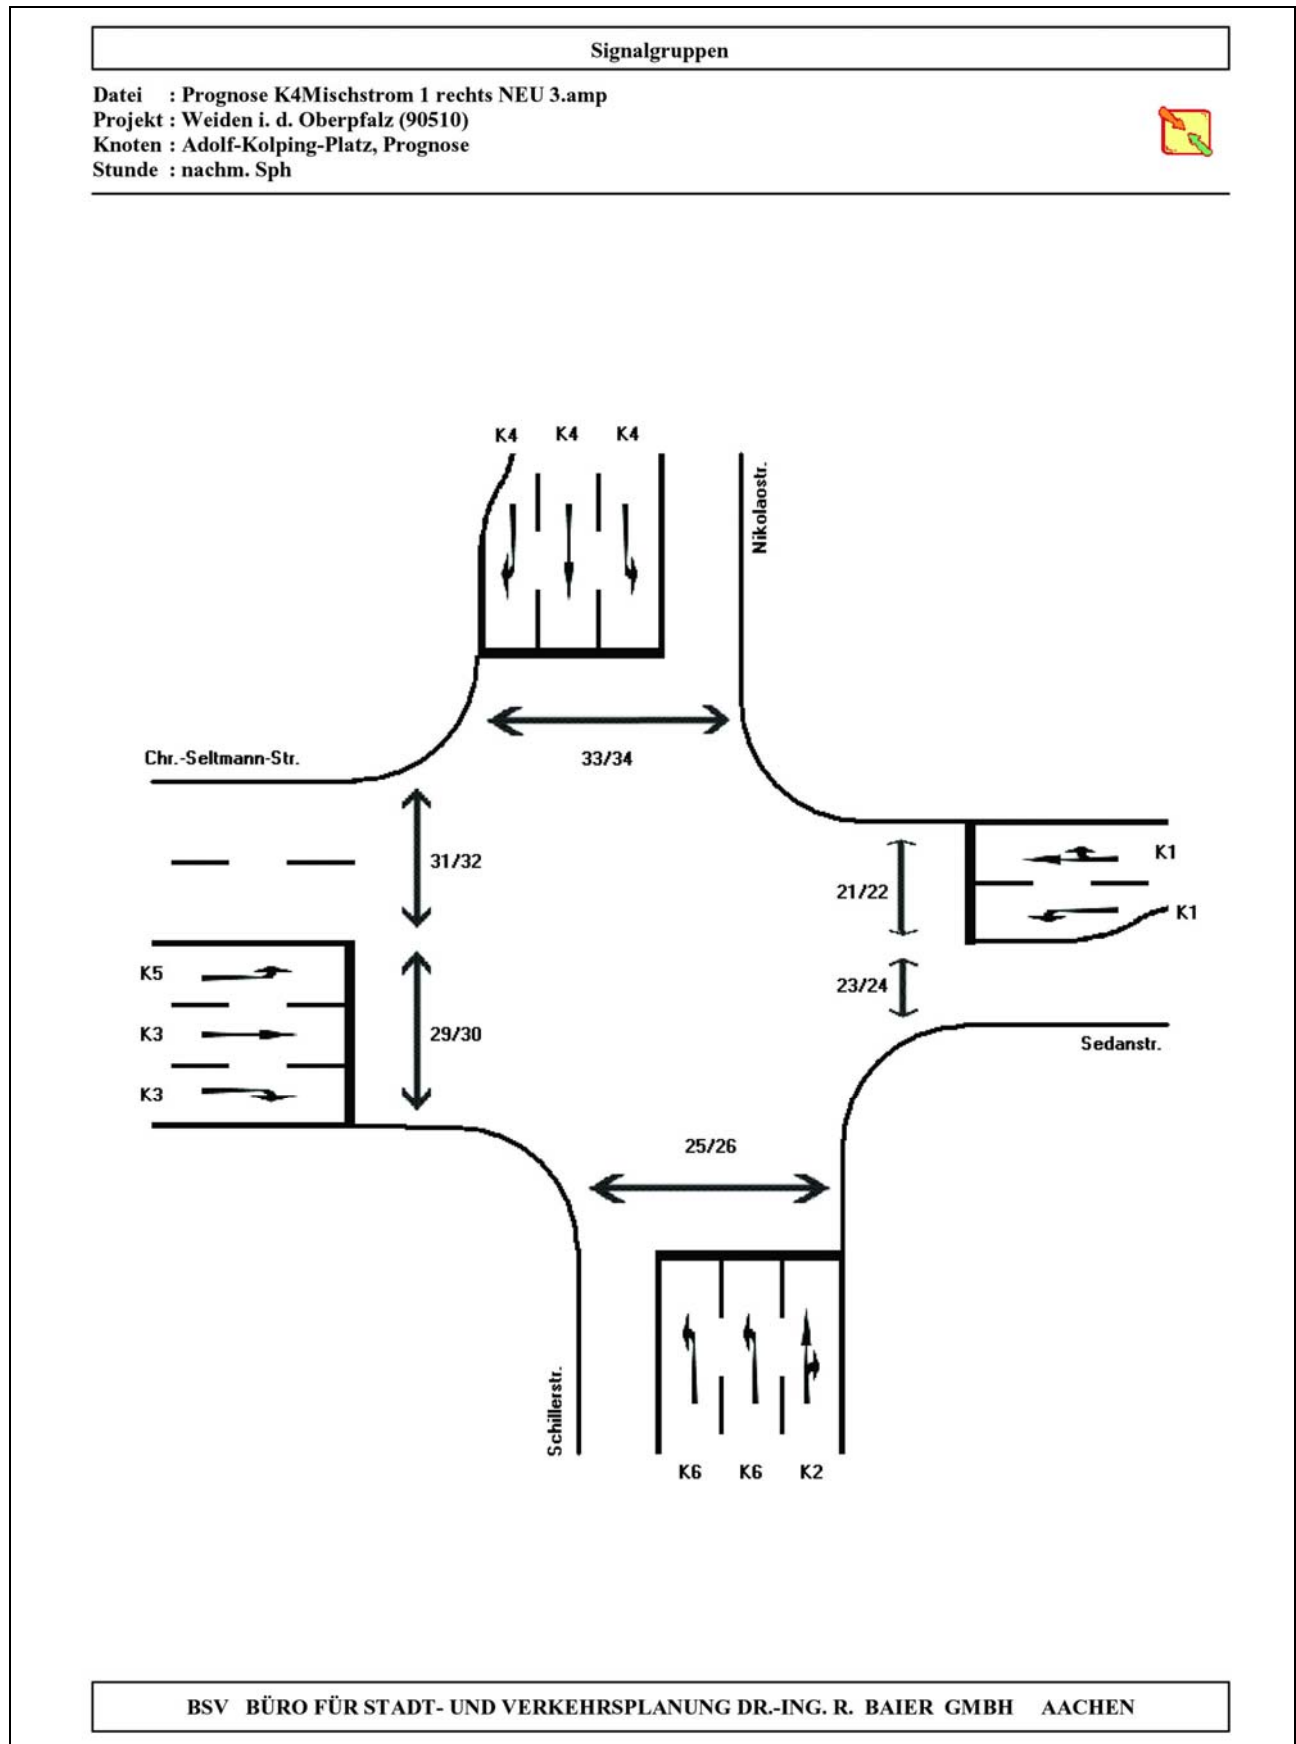 Signalgruppen
Datei : Prognose K4Mischstrom 1 rechts NEU 3.amp
Projekt : Weiden i. d. Oberpfalz (90510)
Knoten : Adolf-Kolping-Platz, Prognose
Stunde : nachm. Sph
K4 K4 K4
Nikolaostr.
33/34
Chr.-Seltmann-Str.
31/32
21/22
K1
K1
K5
23/24
K3
29/30
Sedanstr.
K3
25/26
Schillerstr.
K6 K6 K2
BSV BÜRO FÜR STADT- UND VERKEHRSPLANUNG DR.-ING. R. BAIER GMBH AACHEN